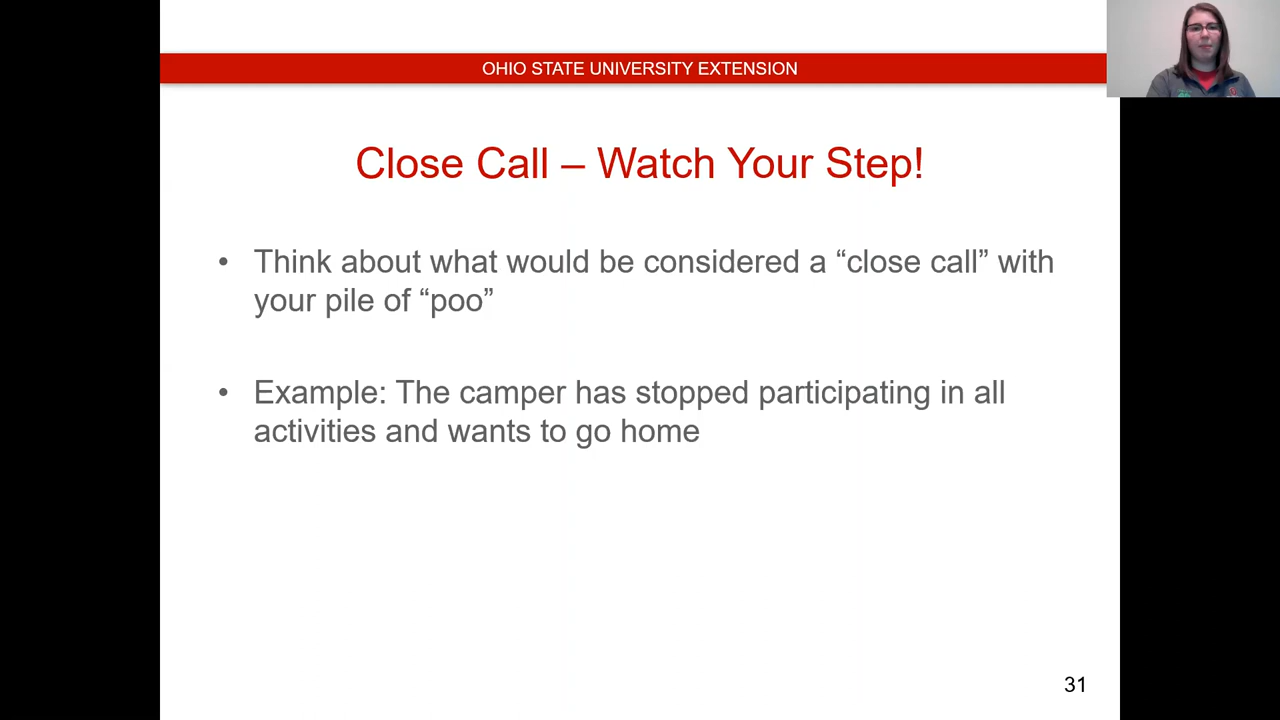 OHIO STATE UNIVERSITY EXTENSION
Close Call – Watch Your Step!
• Think about what would be considered a “close call” with
your pile of “poo”
• Example: The camper has stopped participating in all
activities and wants to go home
31